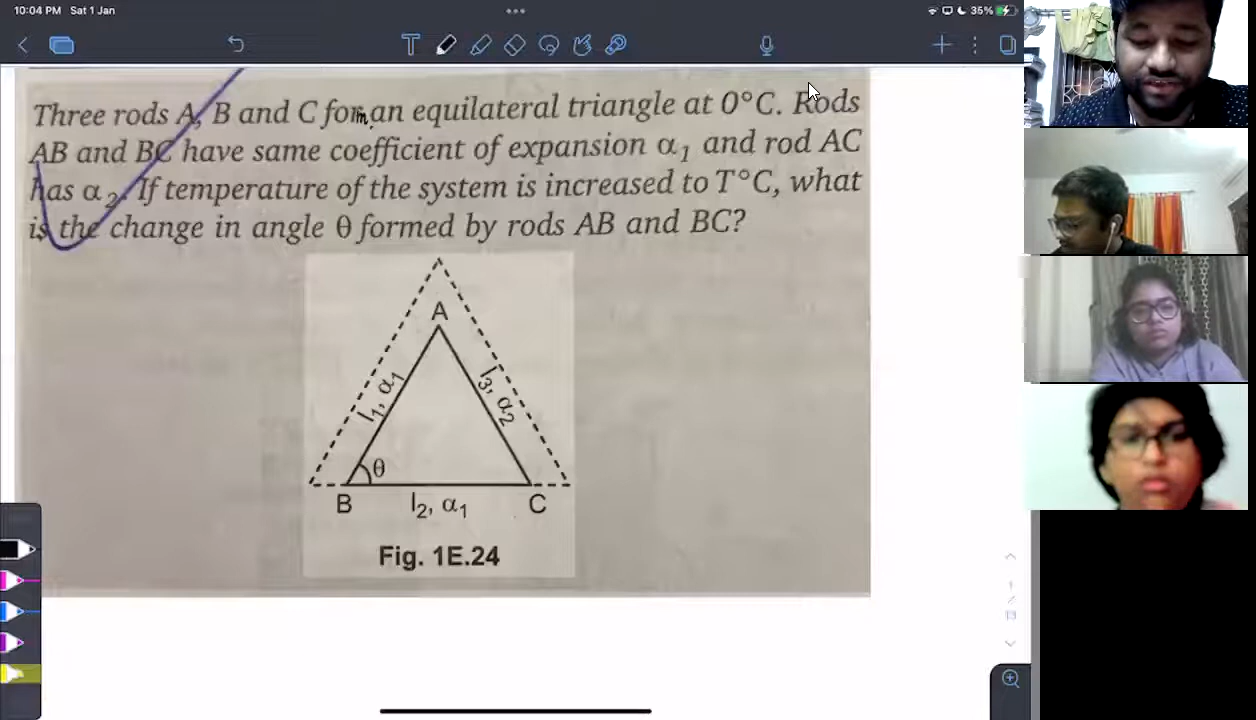 10:04 PM Sat 1 Jan
35%
Three rods A, B and C form an equilateral triangle at 0°C. Rods
AB and BC have same coefficient of expansion α₁ and rod AC
has α₂. If temperature of the system is increased to T°C, what
is the change in angle θ formed by rods AB and BC?
A
l₁, α₁
l₃, α₂
θ
B
l₂, α₁
C
Fig. 1E.24